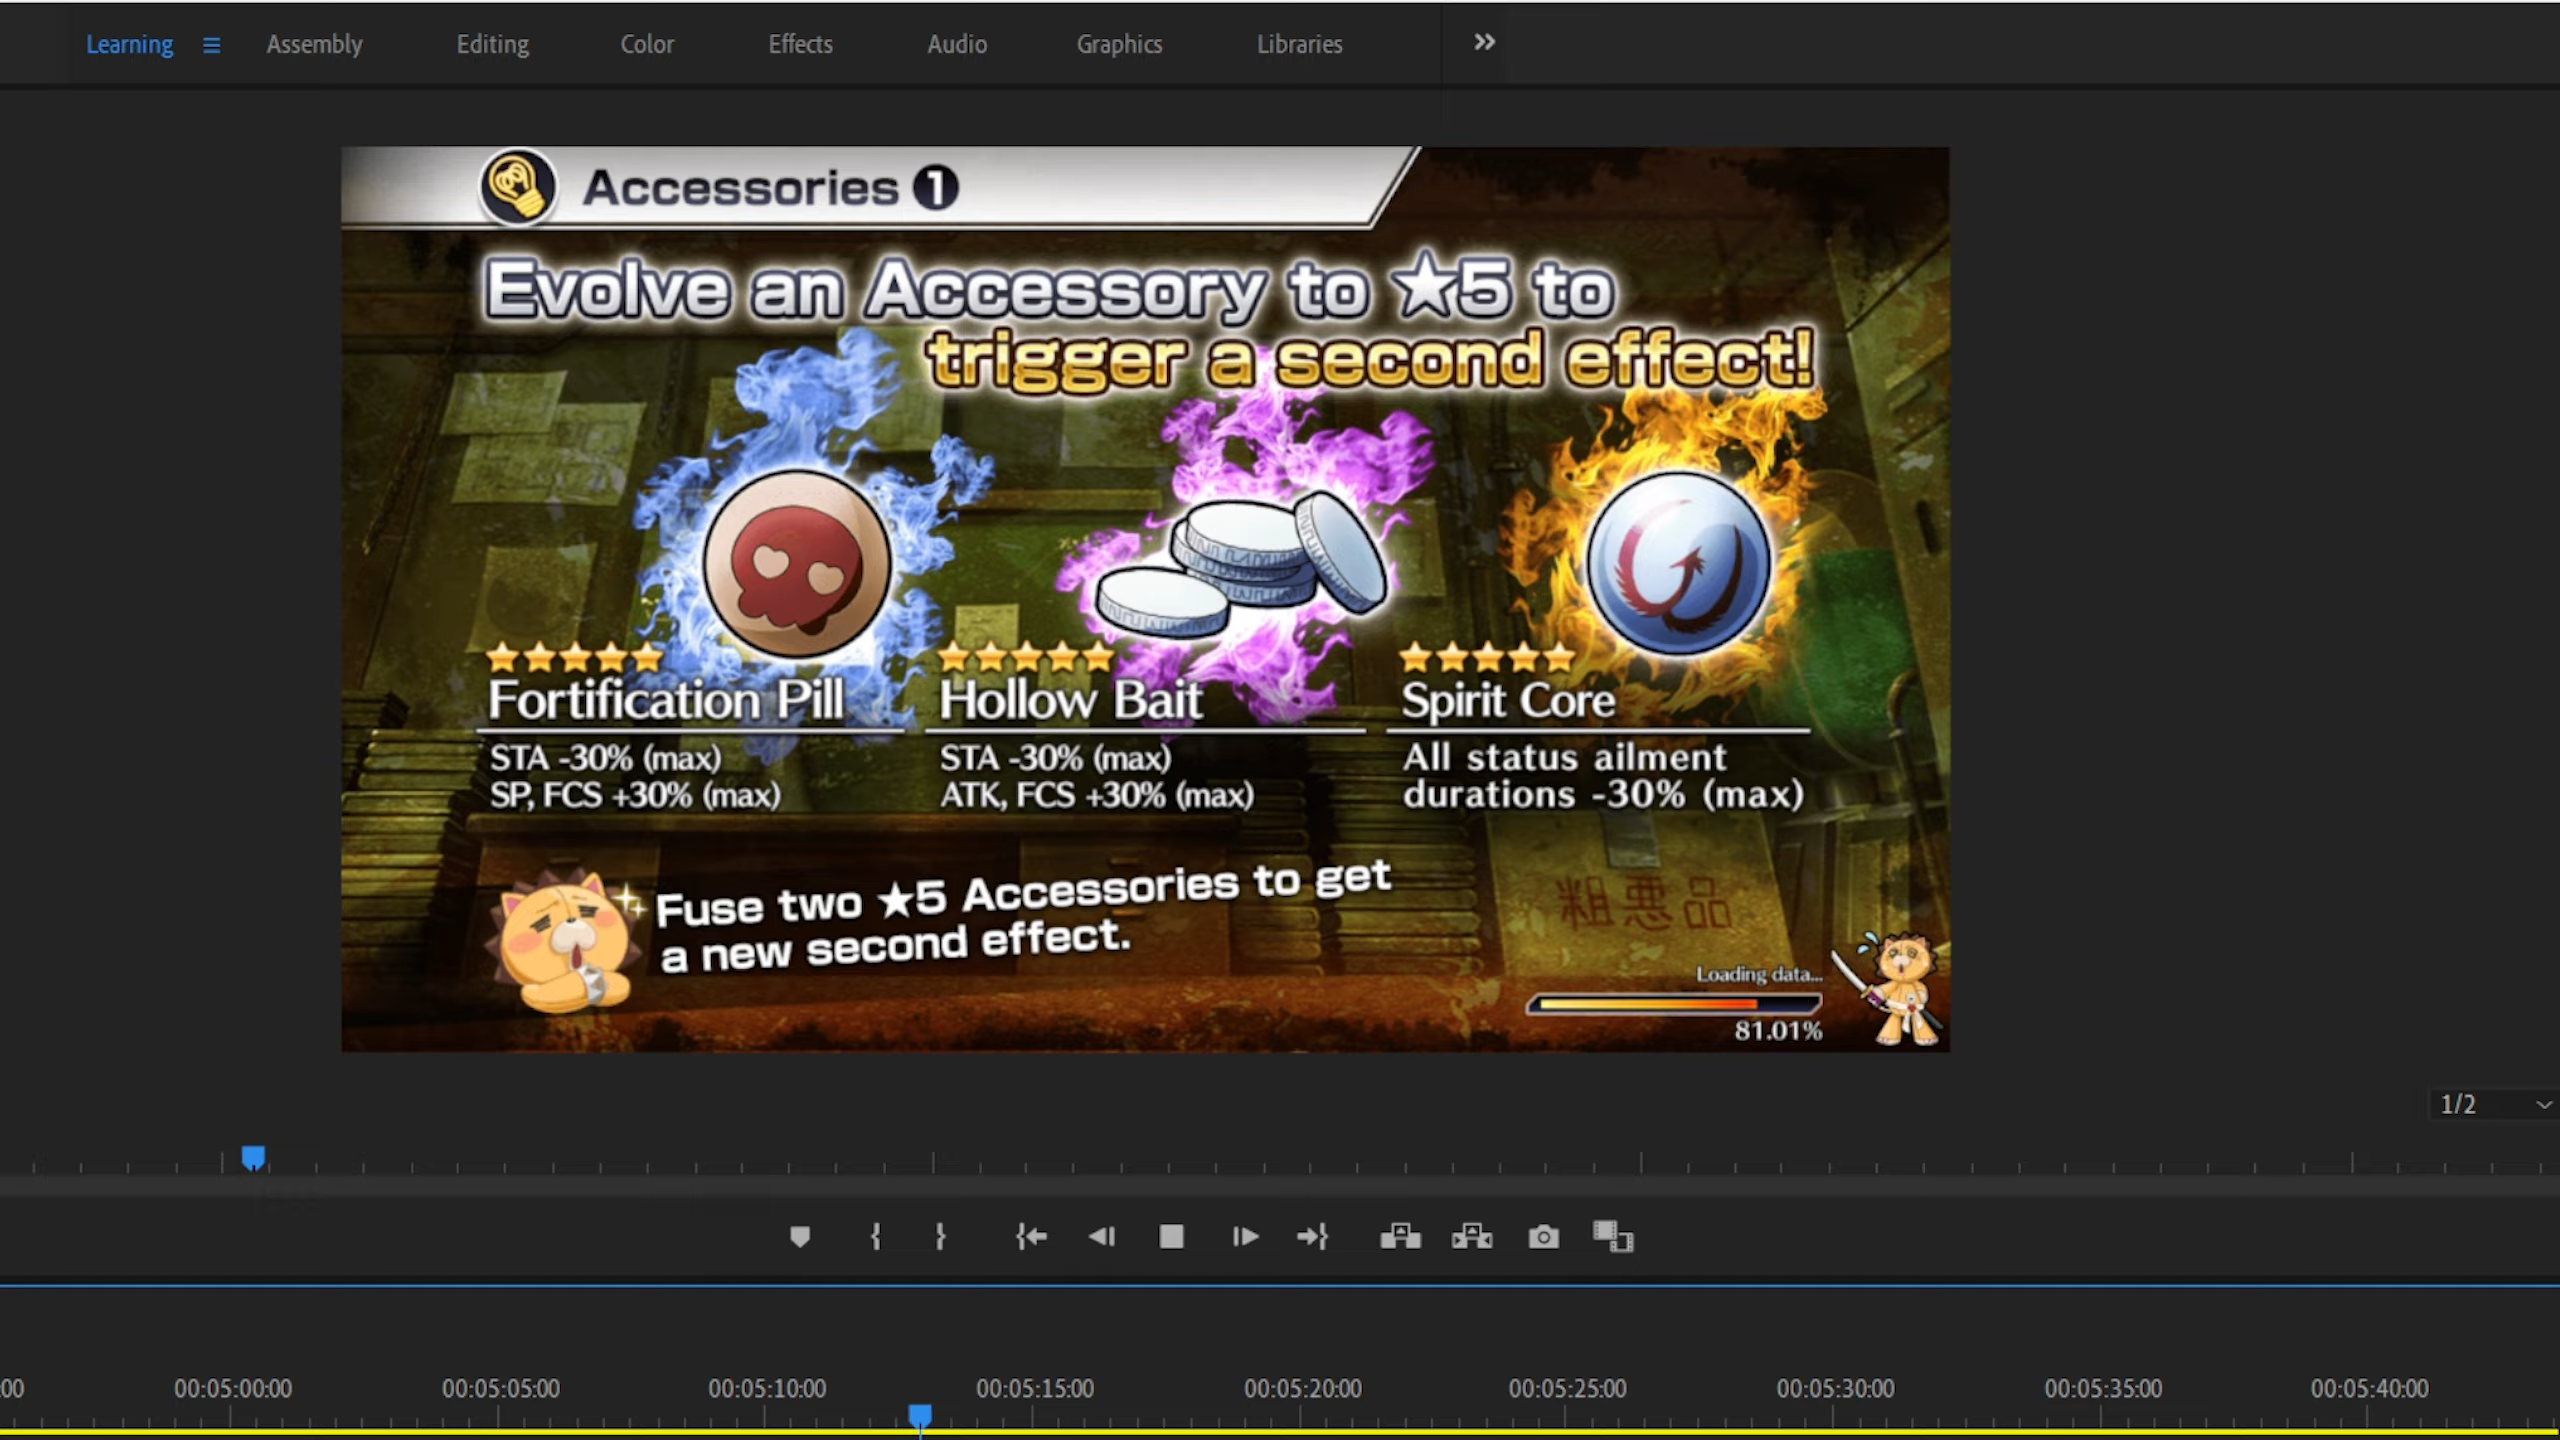 Learning Assembly Editing Color Effects Audio Graphics Libraries
Accessories 1
Evolve an Accessory to ★5 to
trigger a second effect!
Fortification Pill
STA -30% (max)
SP, FCS +30% (max)
Hollow Bait
STA -30% (max)
ATK, FCS +30% (max)
Spirit Core
All status ailment
durations -30% (max)
Fuse two ★5 Accessories to get
a new second effect.
粗悪品
Loading data...
81.01%
1/2
:00 00:05:00:00 00:05:05:00 00:05:10:00 00:05:15:00 00:05:20:00 00:05:25:00 00:05:30:00 00:05:35:00 00:05:40:00